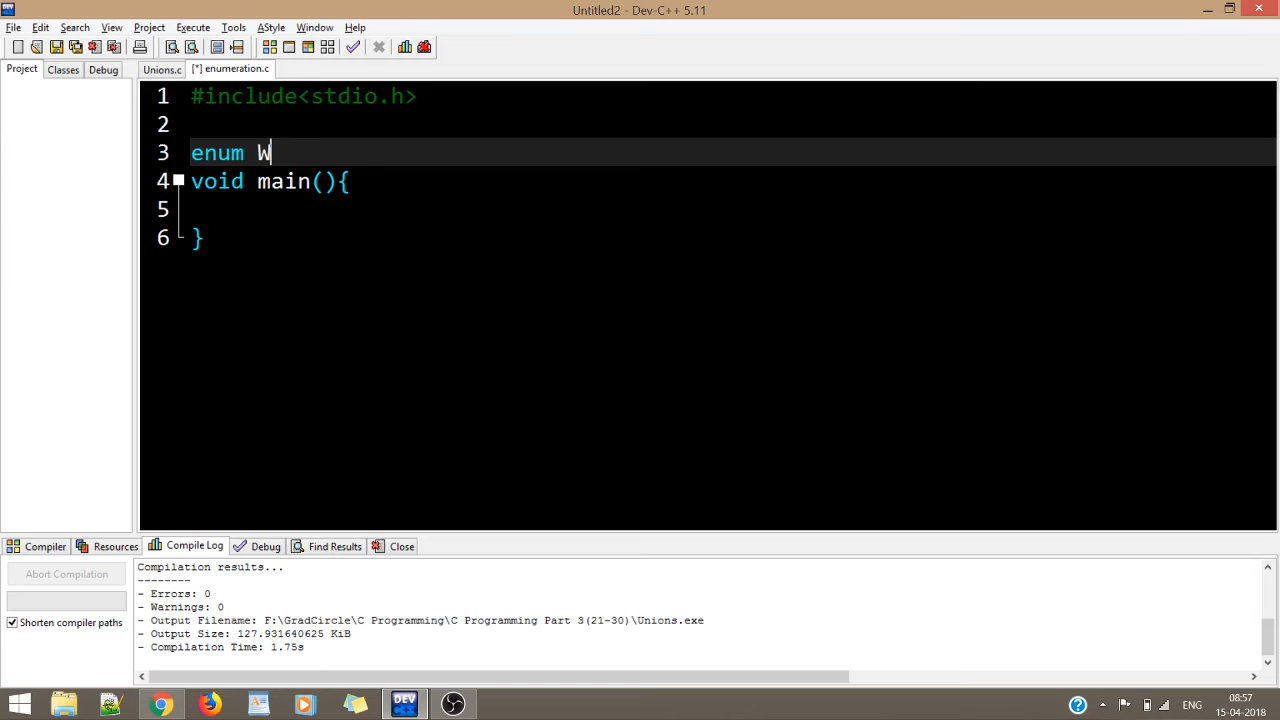 Untitled2 - Dev-C++ 5.11
File Edit Search View Project Execute Tools AStyle Window Help
Project Classes Debug Unions.c [*] enumeration.c
1 #include<stdio.h>
2
3 enum W
4 void main(){
5
6 }
Compiler Resources Compile Log Debug Find Results Close
Abort Compilation
Shorten compiler paths
Compilation results...
--------
- Errors: 0
- Warnings: 0
- Output Filename: F:\GradCircle\C Programming\C Programming Part 3(21-30)\Unions.exe
- Output Size: 127.931640625 KiB
- Compilation Time: 1.75s
DEV C++
ENG
08:57
15-04-2018